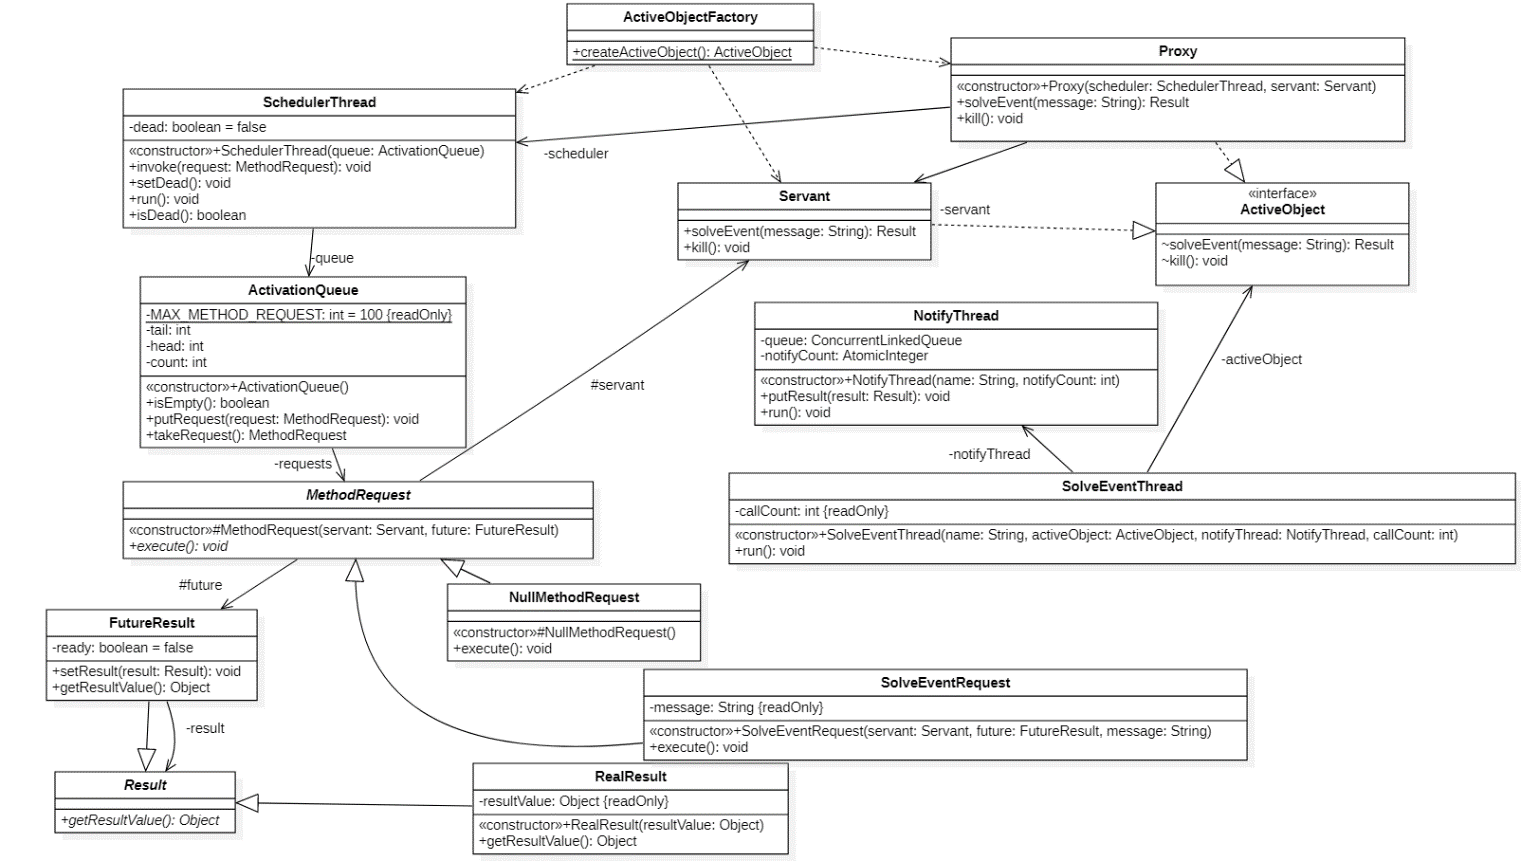 ActiveObjectFactory
+createActiveObject(): ActiveObject
Proxy
«constructor»+Proxy(scheduler: SchedulerThread, servant: Servant)
+solveEvent(message: String): Result
+kill(): void
SchedulerThread
-dead: boolean = false
«constructor»+SchedulerThread(queue: ActivationQueue)
+invoke(request: MethodRequest): void
+setDead(): void
+run(): void
+isDead(): boolean
-scheduler
Servant
+solveEvent(message: String): Result
+kill(): void
-servant
«interface»
ActiveObject
~solveEvent(message: String): Result
~kill(): void
-queue
ActivationQueue
-MAX_METHOD_REQUEST: int = 100 {readOnly}
-tail: int
-head: int
-count: int
«constructor»+ActivationQueue()
+isEmpty(): boolean
+putRequest(request: MethodRequest): void
+takeRequest(): MethodRequest
#servant
NotifyThread
-queue: ConcurrentLinkedQueue
-notifyCount: AtomicInteger
«constructor»+NotifyThread(name: String, notifyCount: int)
+putResult(result: Result): void
+run(): void
-activeObject
-notifyThread
-requests
SolveEventThread
-callCount: int {readOnly}
«constructor»+SolveEventThread(name: String, activeObject: ActiveObject, notifyThread: NotifyThread, callCount: int)
+run(): void
MethodRequest
«constructor»#MethodRequest(servant: Servant, future: FutureResult)
+execute(): void
#future
NullMethodRequest
«constructor»#NullMethodRequest()
+execute(): void
FutureResult
-ready: boolean = false
+setResult(result: Result): void
+getResultValue(): Object
-result
SolveEventRequest
-message: String {readOnly}
«constructor»+SolveEventRequest(servant: Servant, future: FutureResult, message: String)
+execute(): void
Result
+getResultValue(): Object
RealResult
-resultValue: Object {readOnly}
«constructor»+RealResult(resultValue: Object)
+getResultValue(): Object